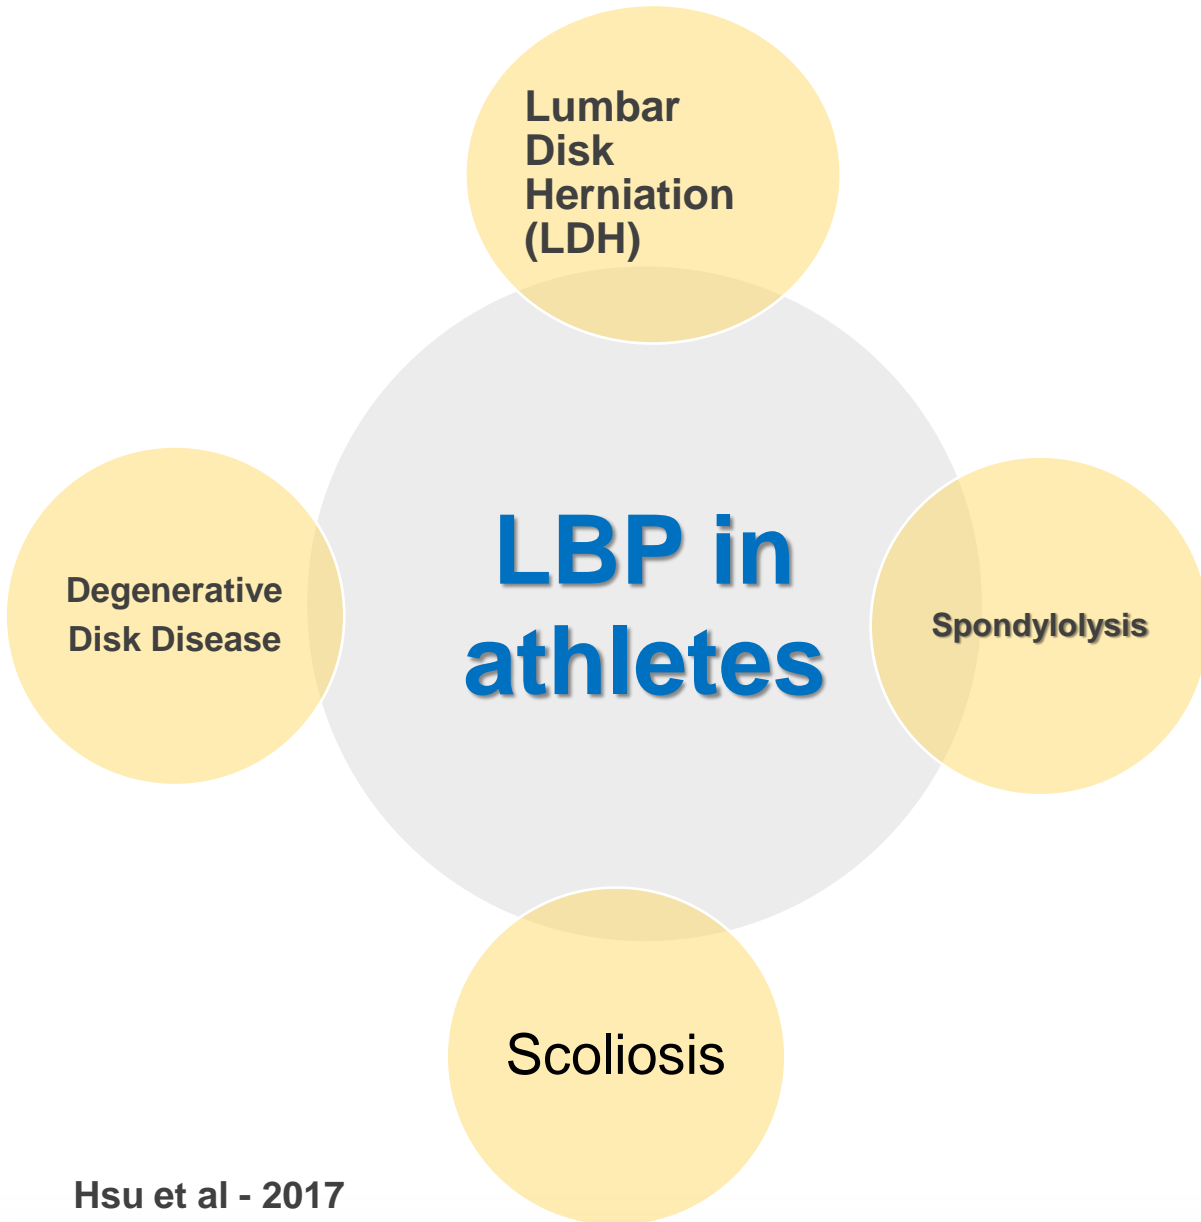 Lumbar
Disk
Herniation
(LDH)
LBP in
athletes
Degenerative
Disk Disease
Spondylolysis
Scoliosis
Hsu et al - 2017